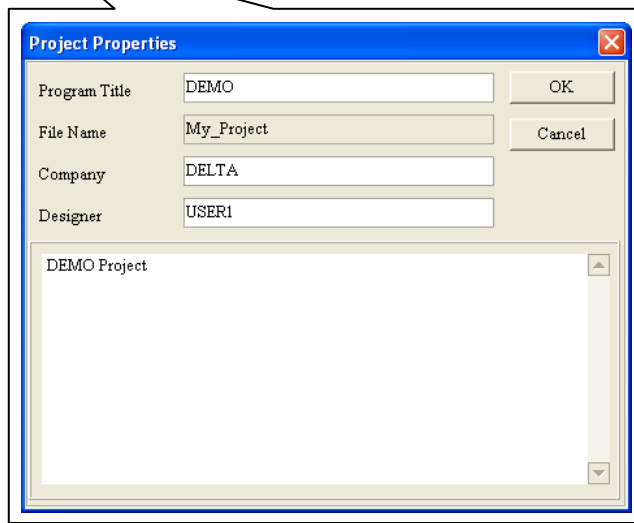 Project Properties
Program Title DEMO OK
File Name My_Project Cancel
Company DELTA
Designer USER1
DEMO Project